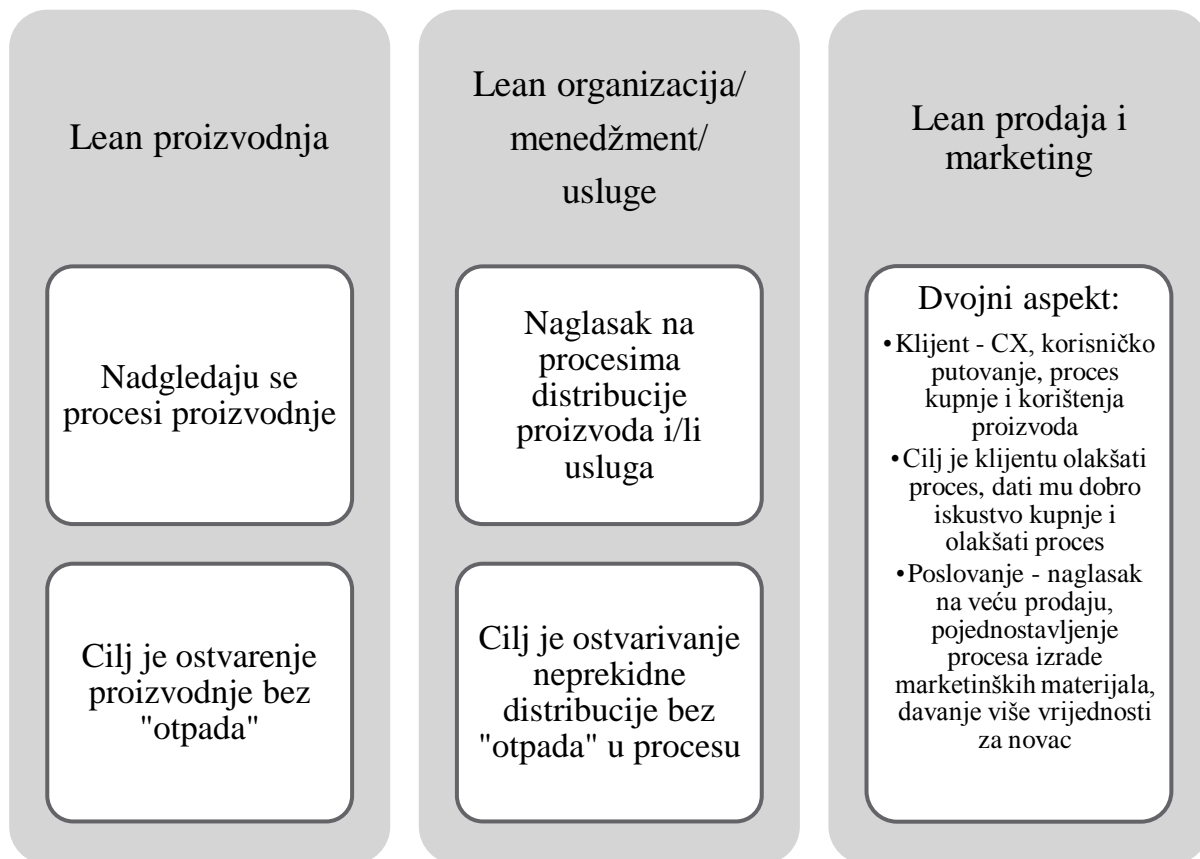 Lean proizvodnja
Nadgledaju se
procesi proizvodnje
Cilj je ostvarenje
proizvodnje bez
"otpada"
Lean organizacija/
menedžment/
usluge
Naglasak na
procesima
distribucije
proizvoda i/li
usluga
Cilj je ostvarivanje
neprekidne
distribucije bez
"otpada" u procesu
Lean prodaja i
marketing
Dvojni aspekt:
•Klijent - CX, korisničko
putovanje, proces
kupnje i korištenja
proizvoda
•Cilj je klijentu olakšati
proces, dati mu dobro
iskustvo kupnje i
olakšati proces
•Poslovanje - naglasak
na veću prodaju,
pojednostavljenje
procesa izrade
marketinških materijala,
davanje više vrijednosti
za novac